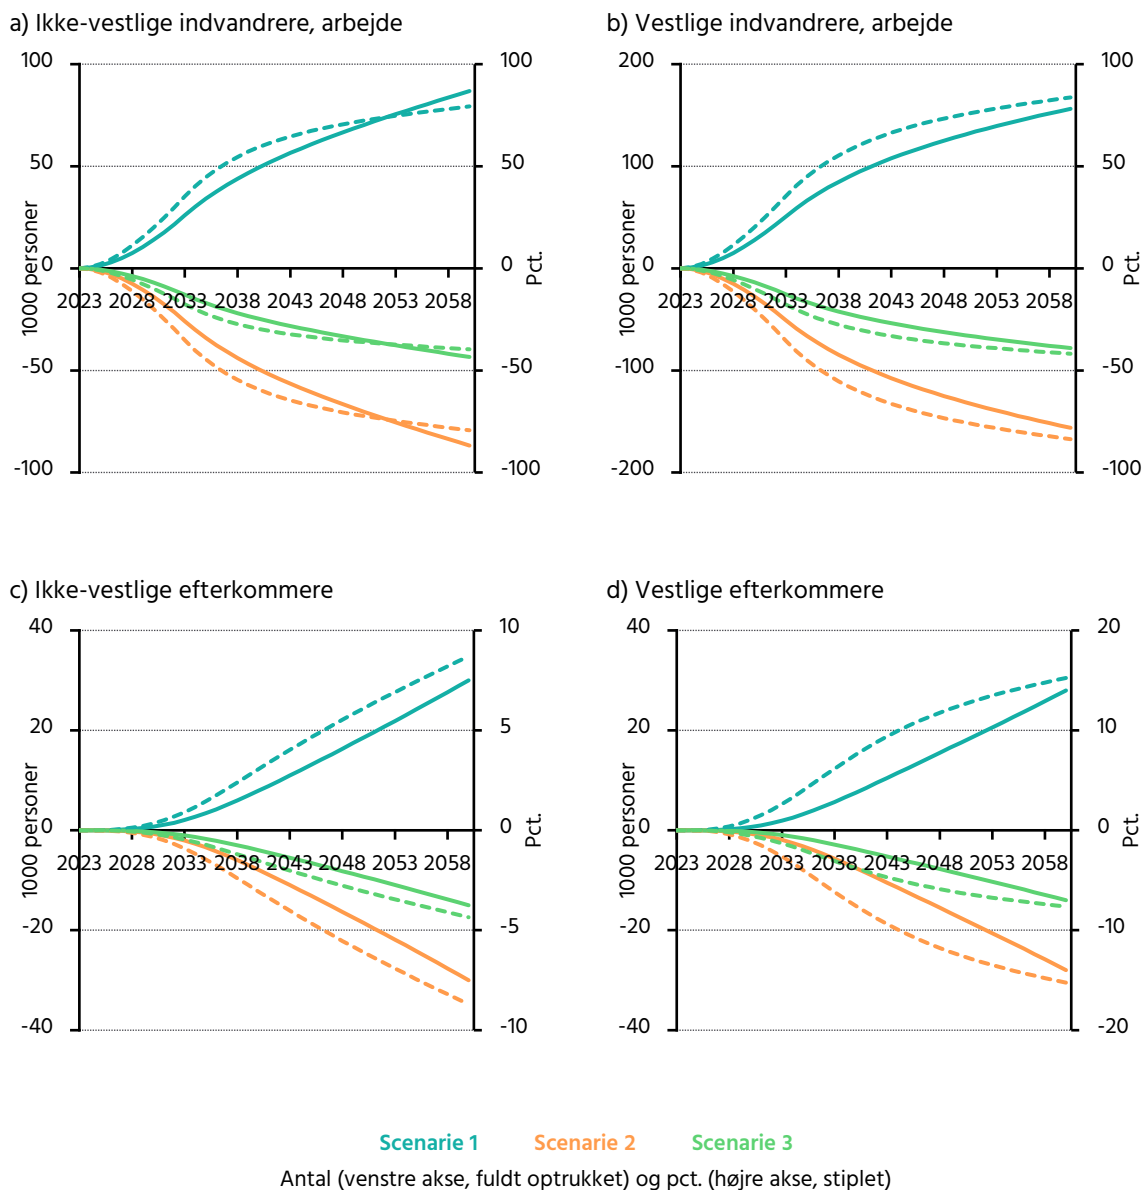 a) Ikke-vestlige indvandrere, arbejde
100
50
0
-50
-100
1000 personer
100
50
0
-50
-100
Pct.
2023 2028 2033 2038 2043 2048 2053 2058
b) Vestlige indvandrere, arbejde
200
100
0
-100
-200
1000 personer
100
50
0
-50
-100
Pct.
2023 2028 2033 2038 2043 2048 2053 2058
c) Ikke-vestlige efterkommere
40
20
0
-20
-40
1000 personer
10
5
0
-5
-10
Pct.
2023 2028 2033 2038 2043 2048 2053 2058
d) Vestlige efterkommere
40
20
0
-20
-40
1000 personer
20
10
0
-10
-20
Pct.
2023 2028 2033 2038 2043 2048 2053 2058
Scenarie 1 Scenarie 2 Scenarie 3
Antal (venstre akse, fuldt optrukket) og pct. (højre akse, stiplet)